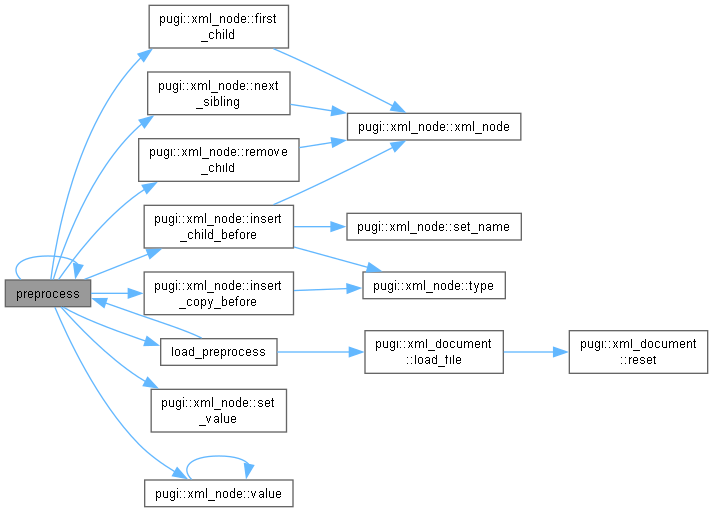 pugi::xml_node::first
_child
pugi::xml_node::next
_sibling
pugi::xml_node::xml_node
pugi::xml_node::remove
_child
pugi::xml_node::insert
_child_before
pugi::xml_node::set_name
preprocess
pugi::xml_node::insert
_copy_before
pugi::xml_node::type
load_preprocess
pugi::xml_document
::load_file
pugi::xml_document
::reset
pugi::xml_node::set
_value
pugi::xml_node::value